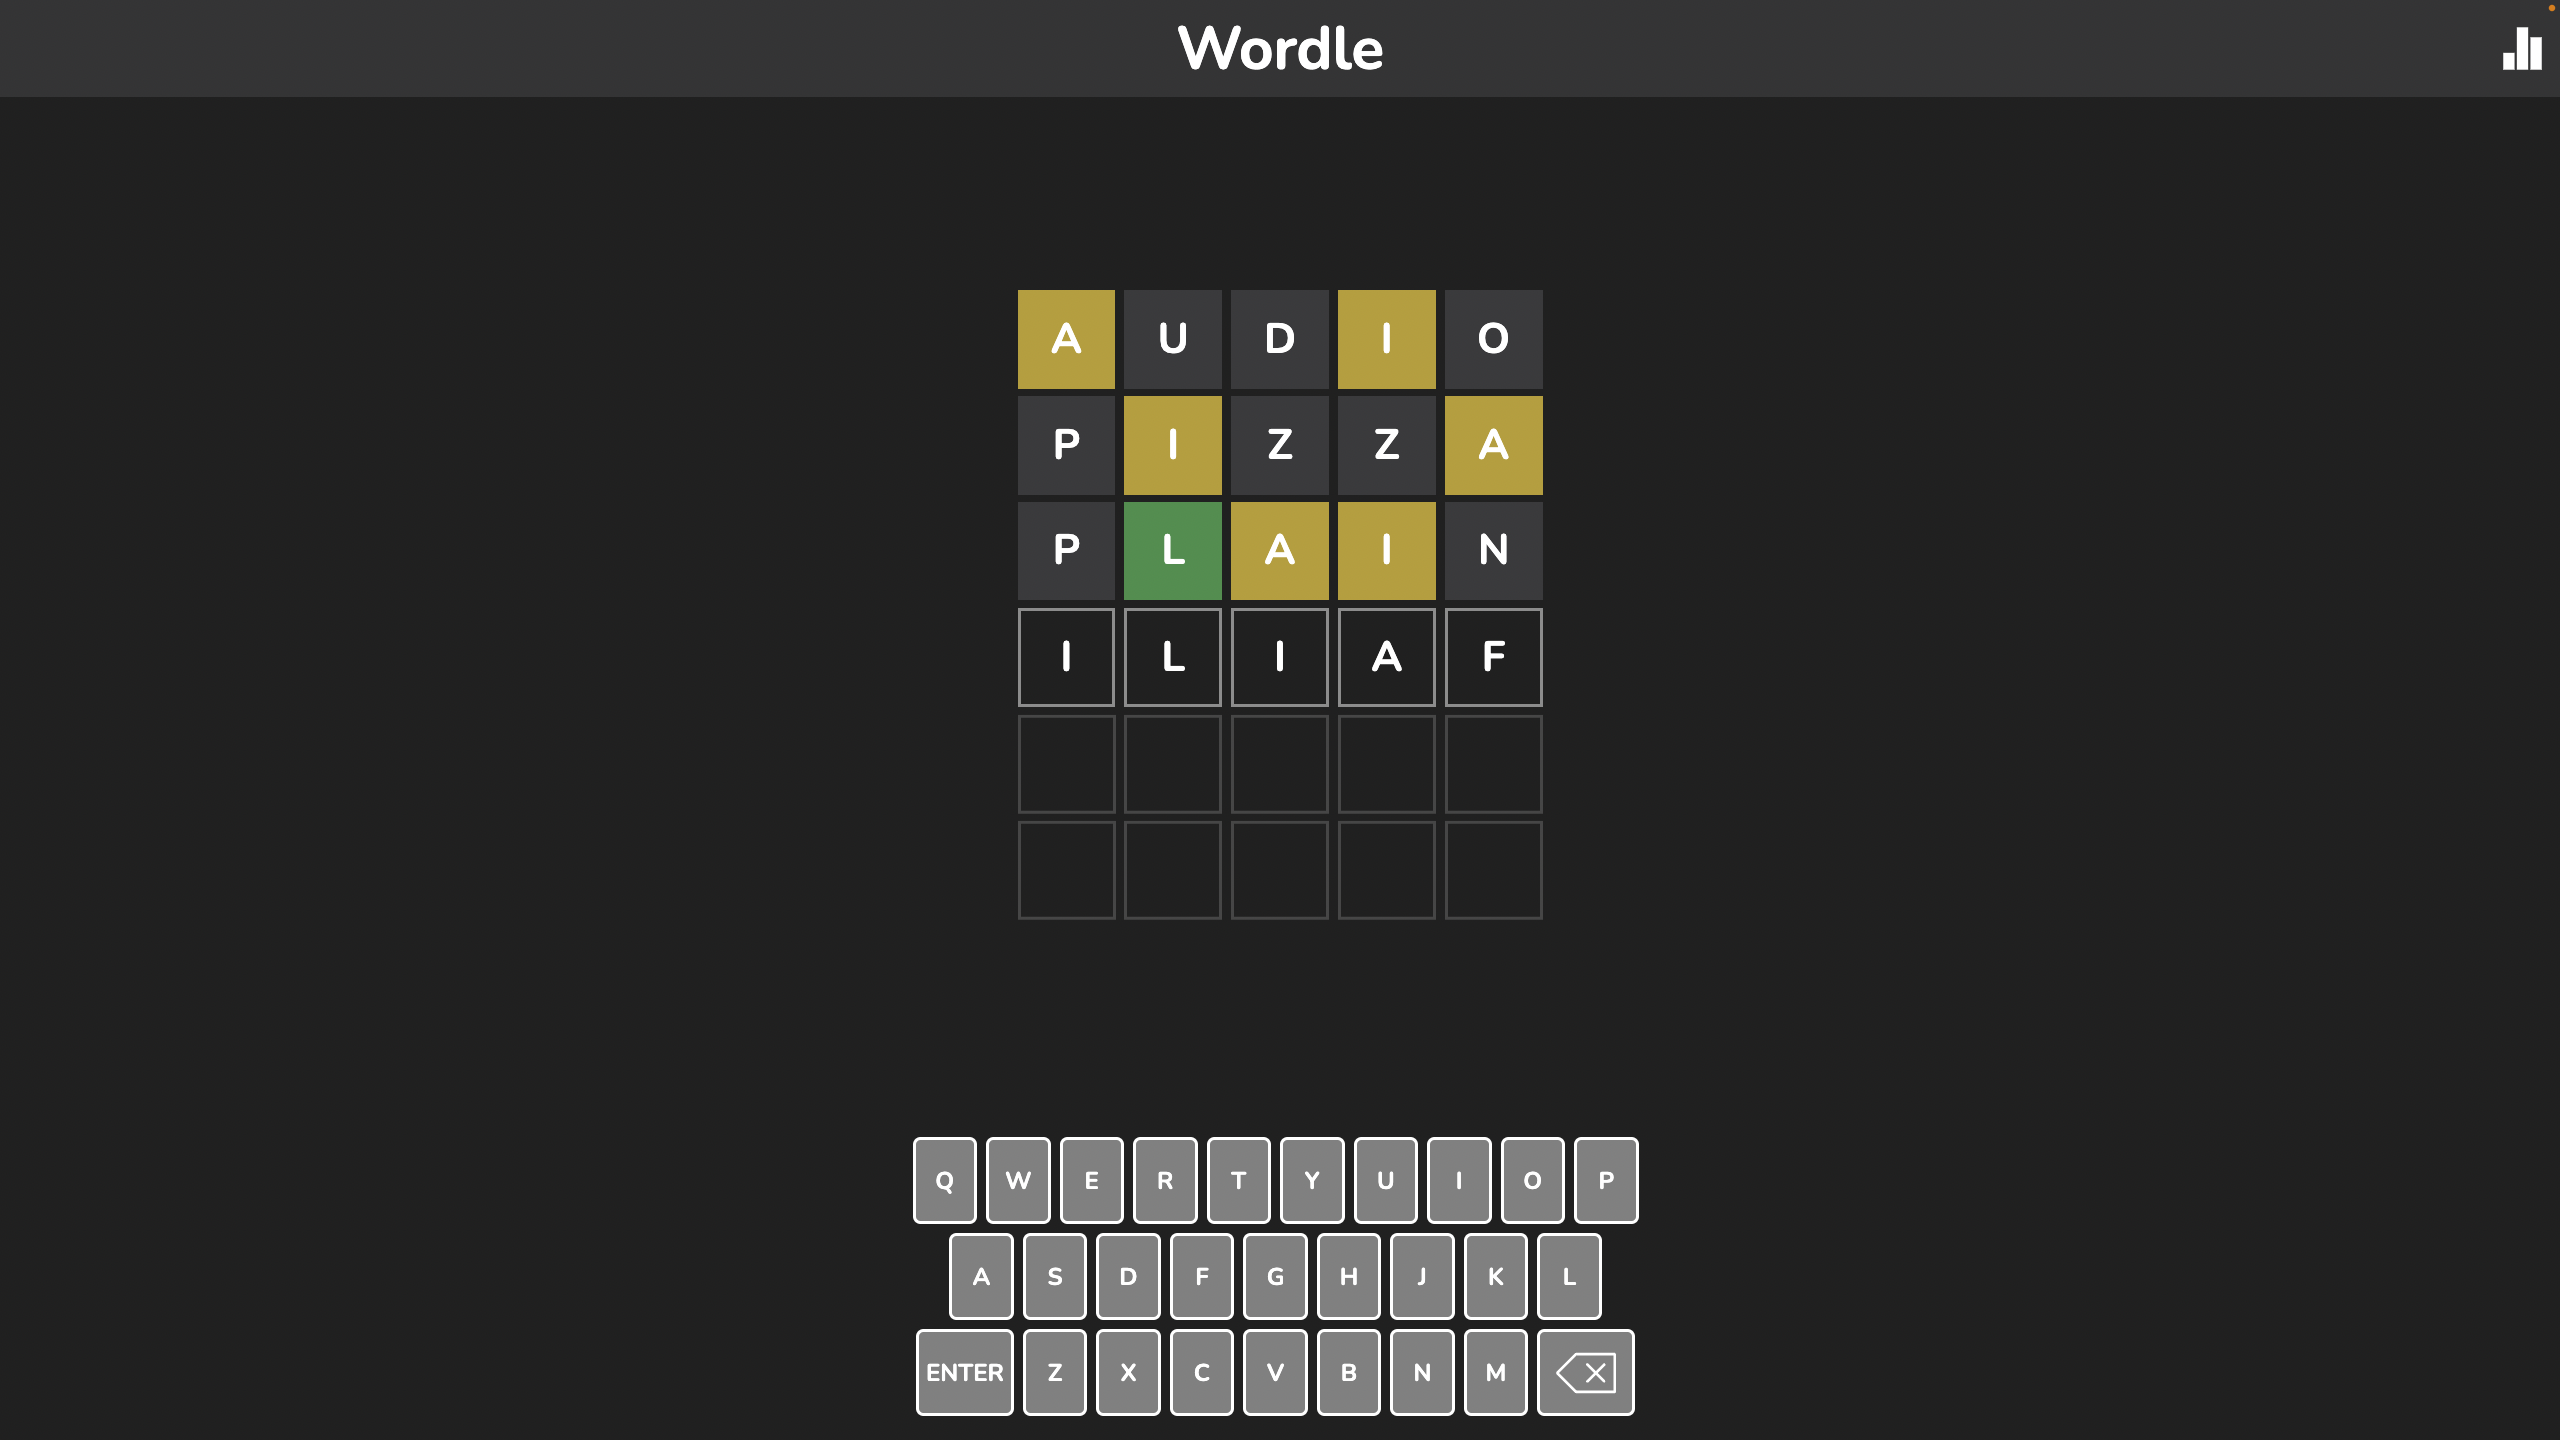 Wordle
A U D I O
P I Z Z A
P L A I N
I L I A F
Q W E R T Y U I O P
A S D F G H J K L
ENTER Z X C V B N M